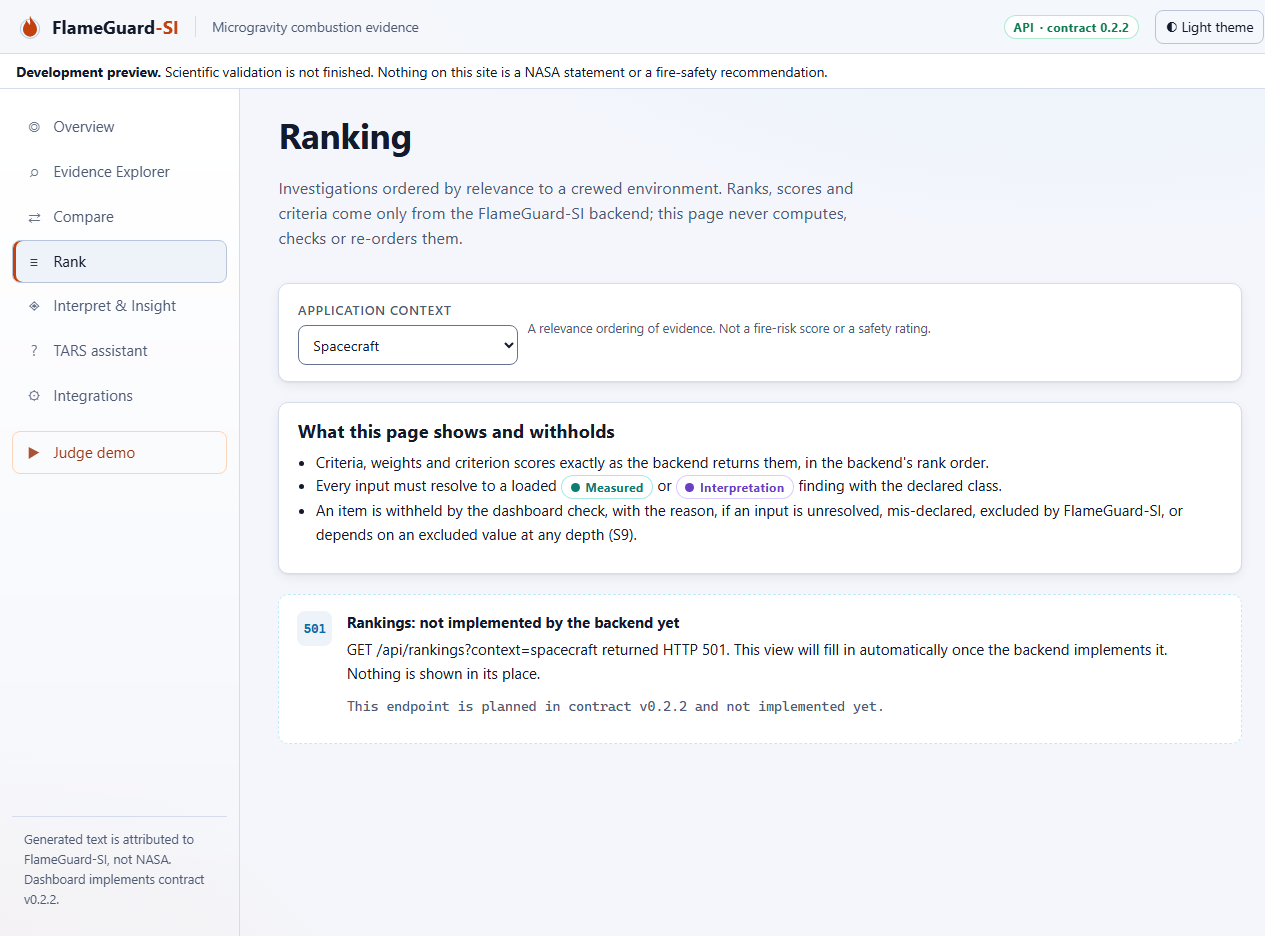 FlameGuard-SI
Microgravity combustion evidence
API · contract 0.2.2
Light theme
Development preview. Scientific validation is not finished. Nothing on this site is a NASA statement or a fire-safety recommendation.
Overview
Evidence Explorer
Compare
Rank
Interpret & Insight
? TARS assistant
Integrations
Judge demo
Generated text is attributed to
FlameGuard-SI, not NASA.
Dashboard implements contract
v0.2.2.
Ranking
Investigations ordered by relevance to a crewed environment. Ranks, scores and
criteria come only from the FlameGuard-SI backend; this page never computes,
checks or re-orders them.
APPLICATION CONTEXT
Spacecraft
A relevance ordering of evidence. Not a fire-risk score or a safety rating.
What this page shows and withholds
• Criteria, weights and criterion scores exactly as the backend returns them, in the backend's rank order.
• Every input must resolve to a loaded Measured or Interpretation finding with the declared class.
• An item is withheld by the dashboard check, with the reason, if an input is unresolved, mis-declared, excluded by FlameGuard-SI, or
depends on an excluded value at any depth (S9).
501
Rankings: not implemented by the backend yet
GET /api/rankings?context=spacecraft returned HTTP 501. This view will fill in automatically once the backend implements it.
Nothing is shown in its place.
This endpoint is planned in contract v0.2.2 and not implemented yet.